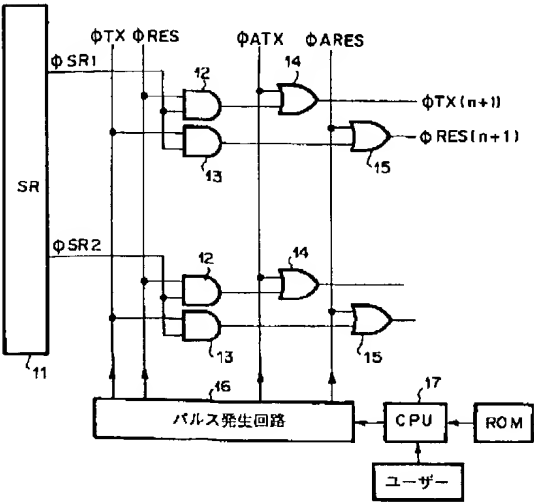 φTX φRES φATX φARES
φSR1
12
14
φTX(n+1)
φRES(n+1)
13
15
SR
φSR2
12
14
13
15
11
16
17
パルス発生回路
CPU
ROM
ユーザー